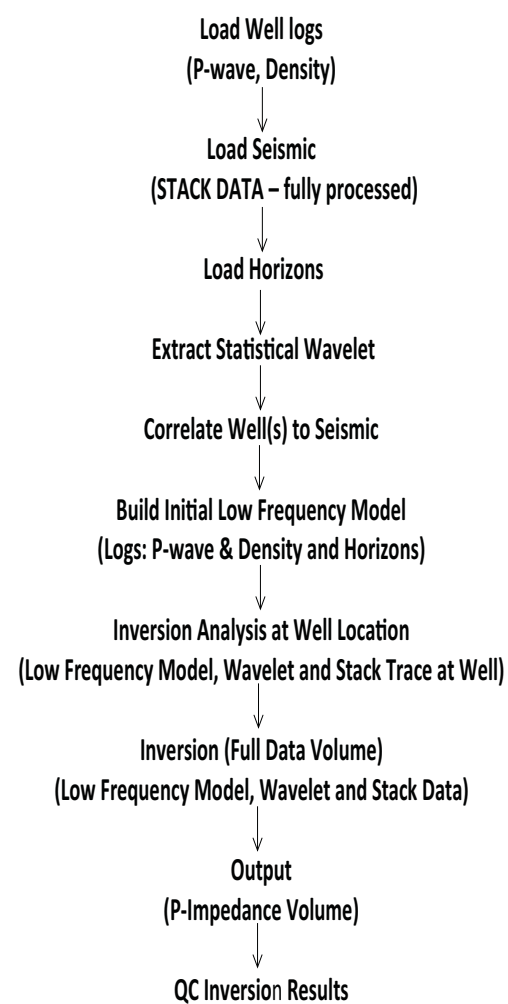 Load Well logs
(P-wave, Density)
Load Seismic
(STACK DATA – fully processed)
Load Horizons
Extract Statistical Wavelet
Correlate Well(s) to Seismic
Build Initial Low Frequency Model
(Logs: P-wave & Density and Horizons)
Inversion Analysis at Well Location
(Low Frequency Model, Wavelet and Stack Trace at Well)
Inversion (Full Data Volume)
(Low Frequency Model, Wavelet and Stack Data)
Output
(P-Impedance Volume)
QC Inversion Results